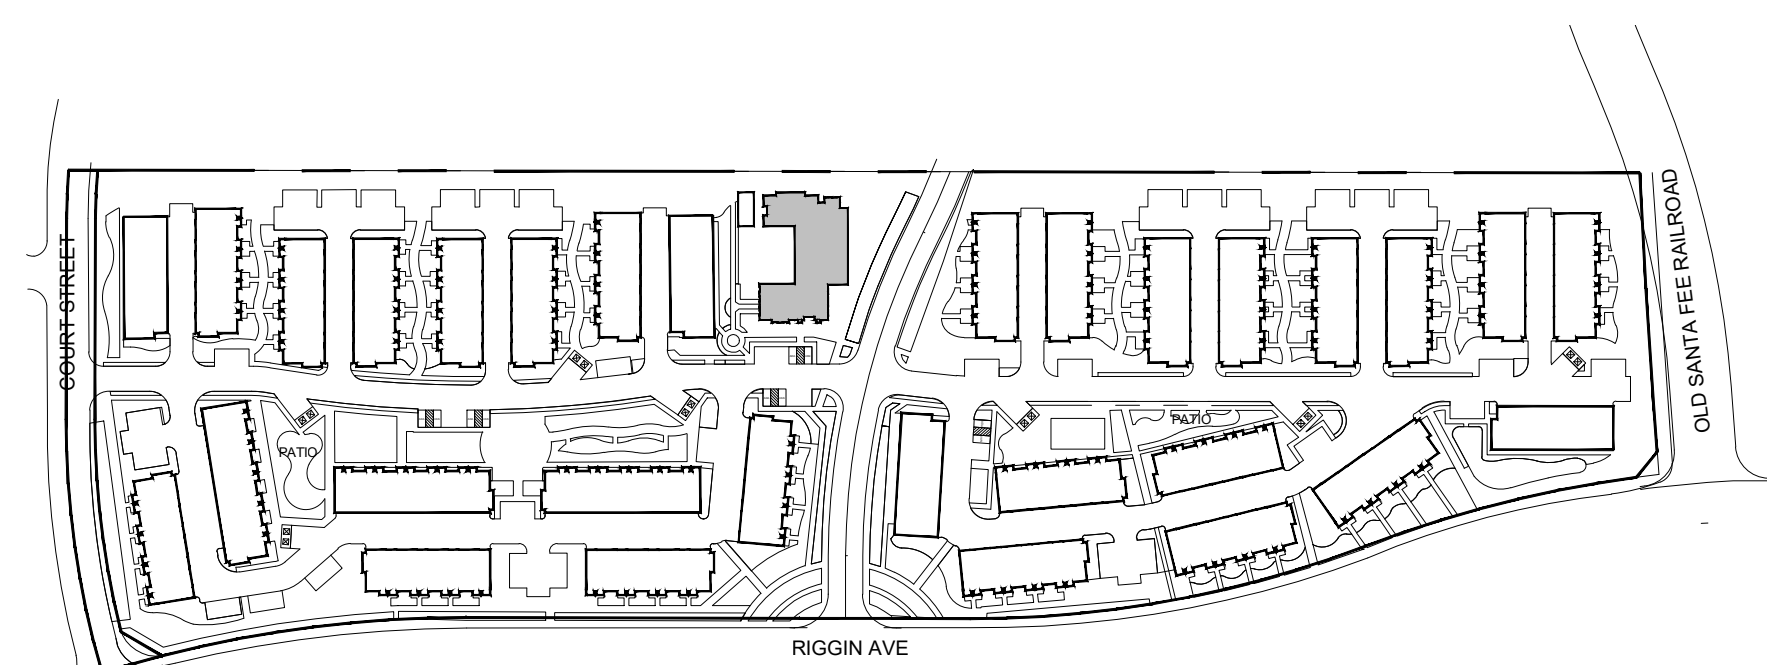 COURT STREET
OLD SANTA FEE RAILROAD
PATIO
PATIO
RIGGIN AVE